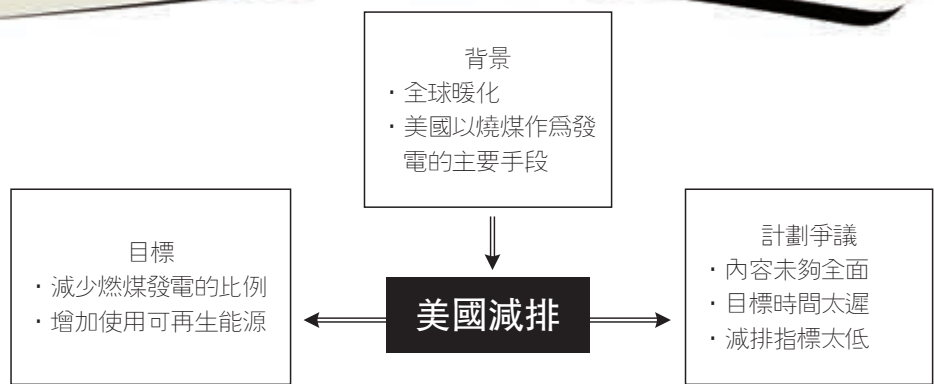 背景
・全球暖化
・美國以燒煤作爲發
電的主要手段
目標
・減少燃煤發電的比例
・增加使用可再生能源
美國減排
計劃爭議
・內容未夠全面
・目標時間太遲
・減排指標太低